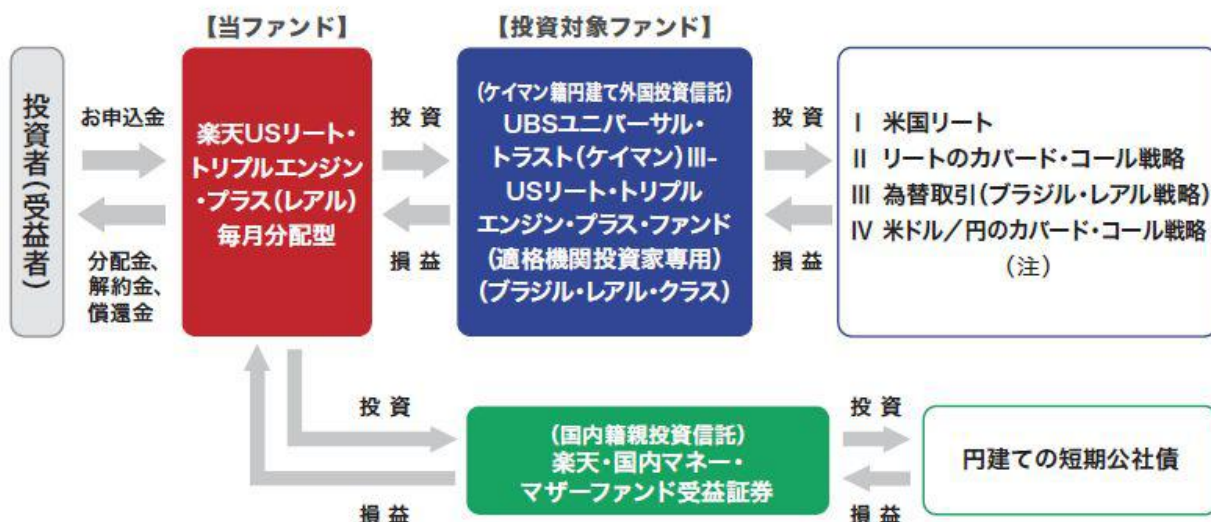 【当ファンド】
【投資対象ファンド】
投資者(受益者)
お申込金
分配金、
解約金、
償還金
楽天USリート・
トリプルエンジン
・プラス(レアル)
毎月分配型
投 資
損 益
(ケイマン籍円建て外国投資信託)
UBSユニバーサル・
トラスト(ケイマン)III-
USリート・トリプル
エンジン・プラス・ファンド
(適格機関投資家専用)
(ブラジル・レアル・クラス)
投 資
損 益
I 米国リート
II リートのカバード・コール戦略
III 為替取引(ブラジル・レアル戦略)
IV 米ドル/円のカバード・コール戦略
(注)
投 資
損 益
(国内籍親投資信託)
楽天・国内マネー・
マザーファンド受益証券
投 資
損 益
円建ての短期公社債